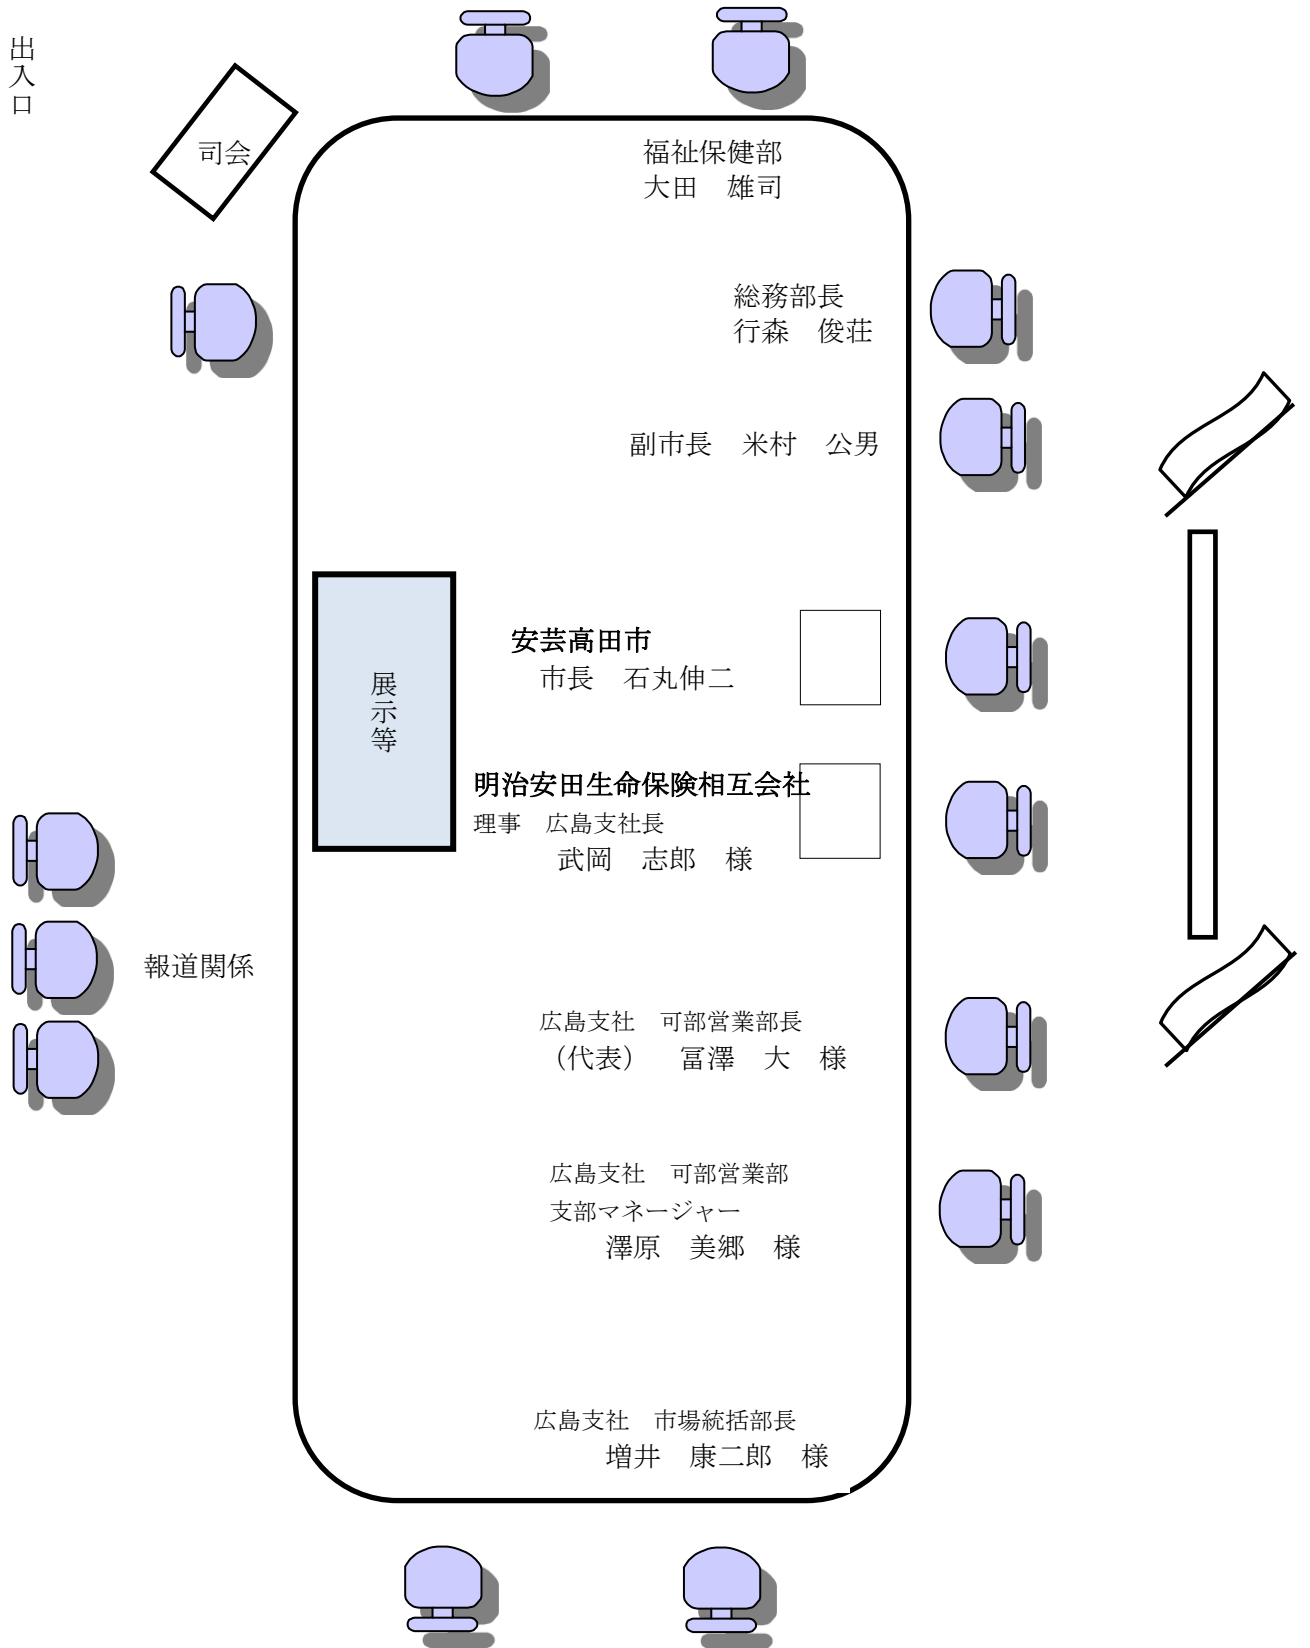 出入口
司会
福祉保健部
大田　雄司
総務部長
行森　俊荘
副市長　米村　公男
安芸高田市
市長　石丸伸二
展示等
明治安田生命保険相互会社
理事　広島支社長
武岡　志郎　様
報道関係
広島支社　可部営業部長
（代表）　冨澤　大　様
広島支社　可部営業部
支部マネージャー
澤原　美郷　様
広島支社　市場統括部長
増井　康二郎　様